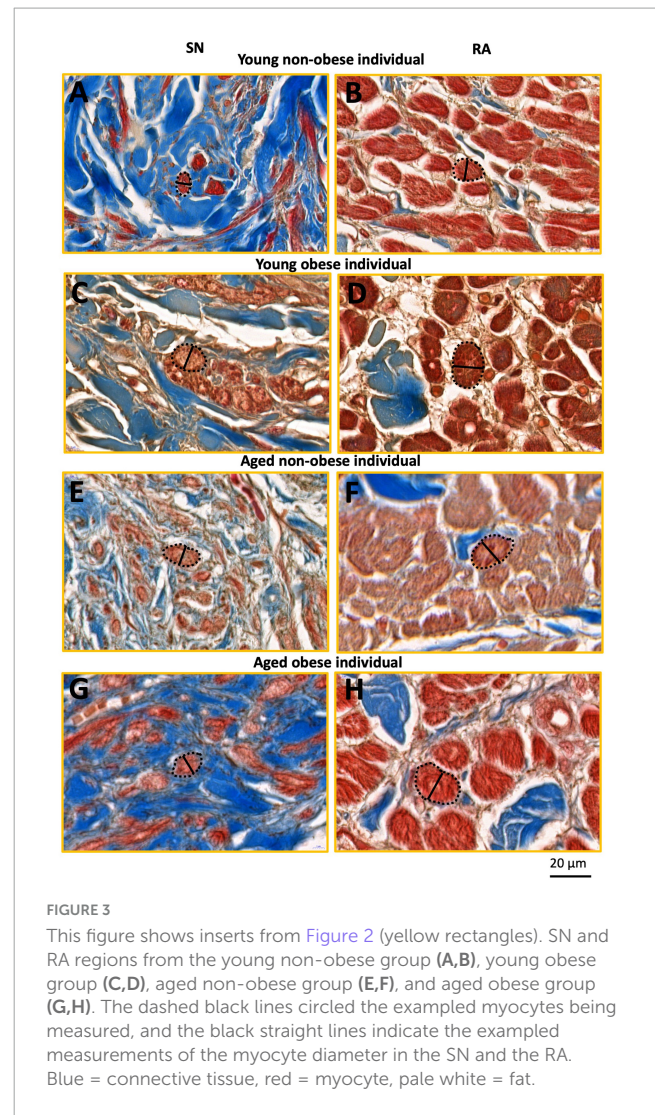 SN RA
Young non-obese individual
A B
Young obese individual
C D
Aged non-obese individual
E F
Aged obese individual
G H
20 µm
FIGURE 3
This figure shows inserts from Figure 2 (yellow rectangles). SN and
RA regions from the young non-obese group (A,B), young obese
group (C,D), aged non-obese group (E,F), and aged obese group
(G,H). The dashed black lines circled the exampled myocytes being
measured, and the black straight lines indicate the exampled
measurements of the myocyte diameter in the SN and the RA.
Blue = connective tissue, red = myocyte, pale white = fat.